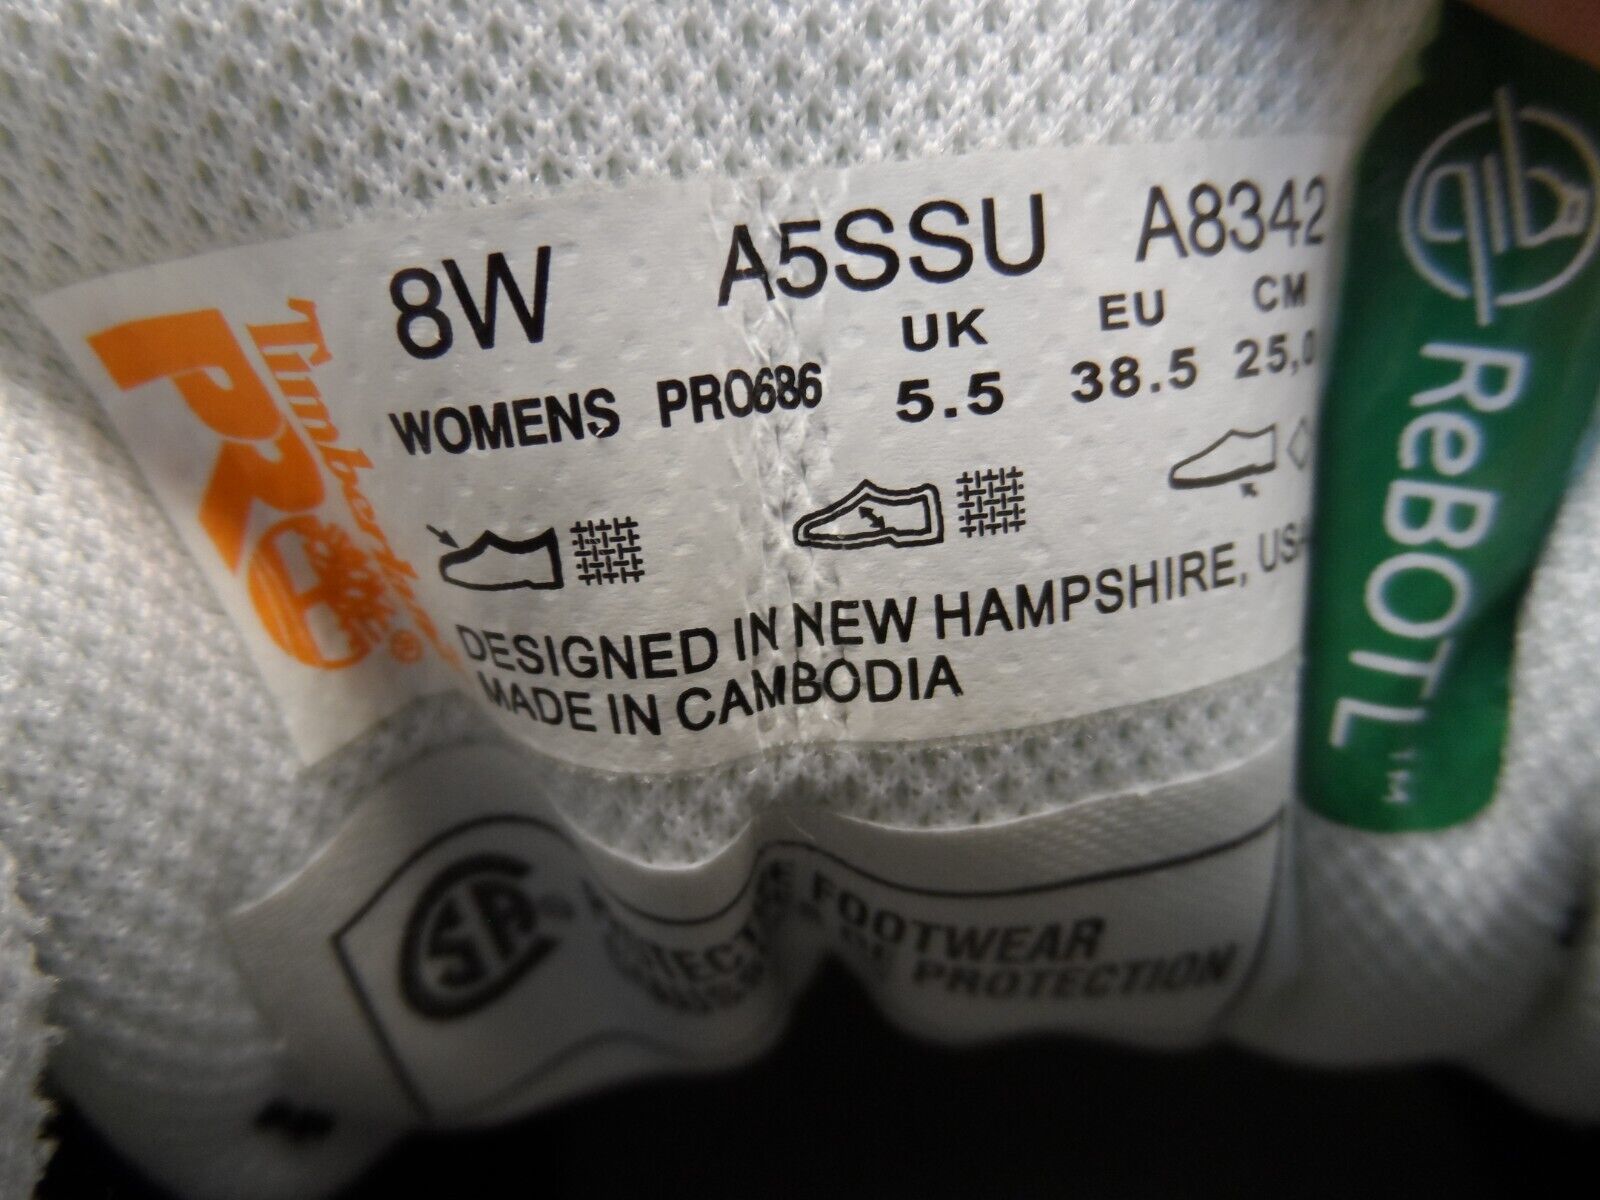 Timberland
PRO ®
8W A5SSU A8342
UK EU CM
WOMENS PRO686 5.5 38.5 25,0
DESIGNED IN NEW HAMPSHIRE, USA
MADE IN CAMBODIA
ReBOTL™
CSA
FOOTWEAR
PROTECTION